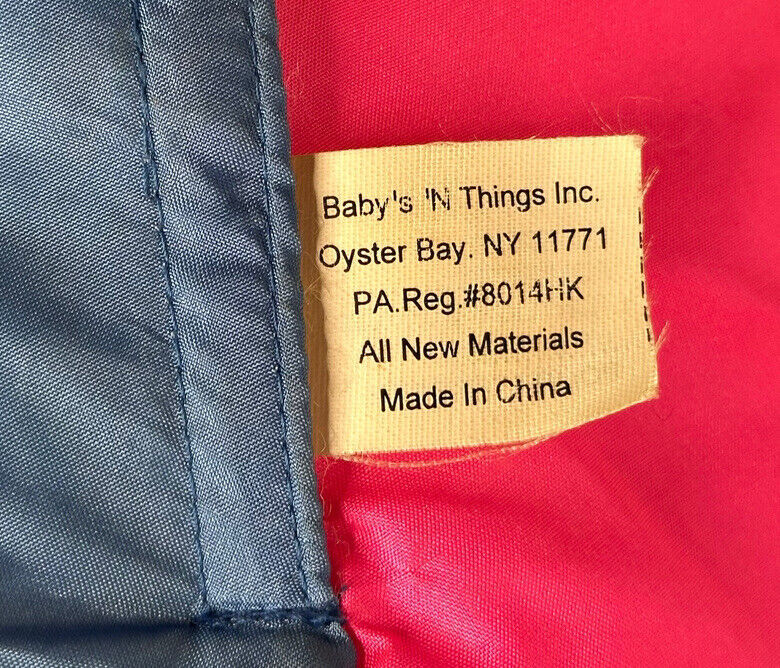 Baby's 'N Things Inc.
Oyster Bay. NY 11771
PA.Reg.#8014HK
All New Materials
Made In China